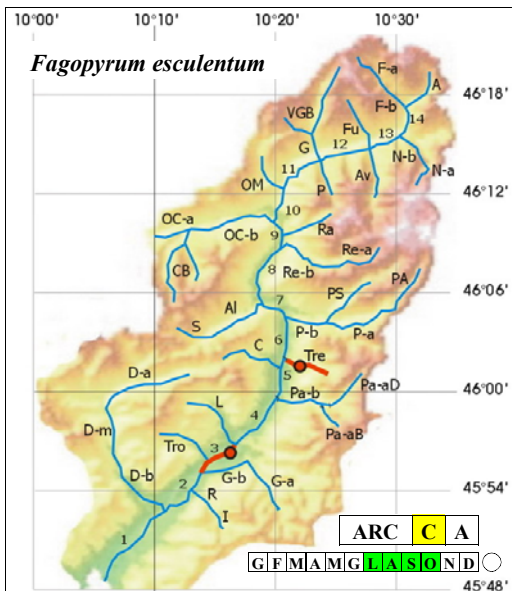 10°00' 10°10' 10°20' 10°30'
Fagopyrum esculentum
F-a
A
46°18'
VGB
F-b
Fu
14
G
12
13
11
N-b
N-a
OM
P
Av
46°12'
10
OC-a
Ra
OC-b
9
Re-a
CB
8
Re-b
PA
46°06'
PS
Al
7
S
P-b
P-a
6
C
Tre
5
D-a
46°00'
Pa-b
Pa-aD
L
4
D-m
Pa-aB
Tro
3
D-b
G-b
G-a
2
R
45°54'
I
1
ARC C A
G F M A M G L A S O N D
45°48'